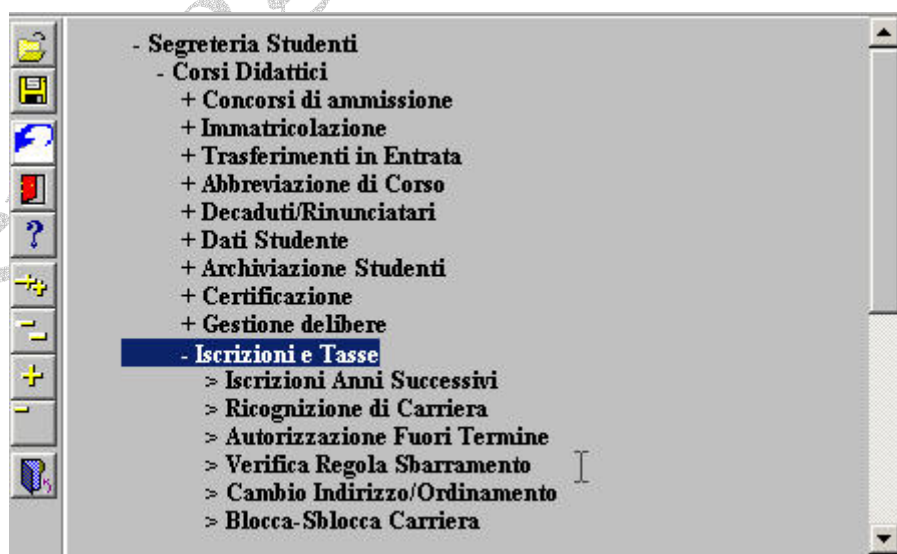 - Segreteria Studenti
- Corsi Didattici
+ Concorsi di ammissione
+ Immatricolazione
+ Trasferimenti in Entrata
+ Abbreviazione di Corso
+ Decaduti/Rinunciatari
+ Dati Studente
+ Archiviazione Studenti
+ Certificazione
+ Gestione delibere
- Iscrizioni e Tasse
> Iscrizioni Anni Successivi
> Ricognizione di Carriera
> Autorizzazione Fuori Termine
> Verifica Regola Sbarramento
> Cambio Indirizzo/Ordinamento
> Blocca-Sblocca Carriera